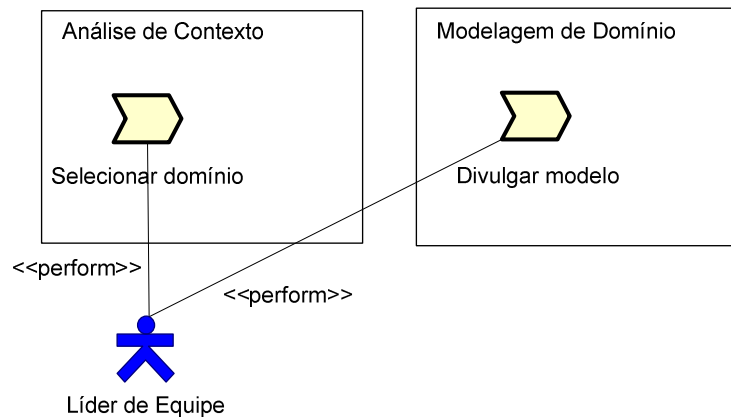 Análise de Contexto
Modelagem de Domínio
Selecionar domínio
Divulgar modelo
<<perform>>
<<perform>>
Líder de Equipe